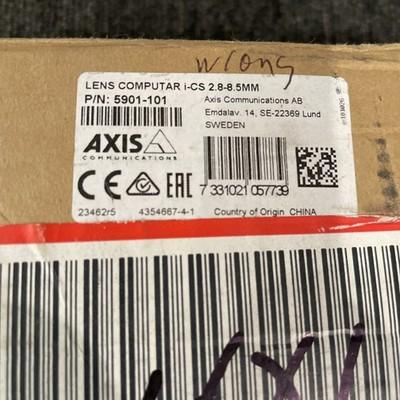 wrong
LENS COMPUTAR i-CS 2.8-8.5MM
P/N: 5901-101
Axis Communications AB
Emdalav. 14, SE-22369 Lund
SWEDEN
AXIS
COMMUNICATIONS
CE EAC
7 331021 057739
23462r5 4354667-4-1 Country of Origin CHINA